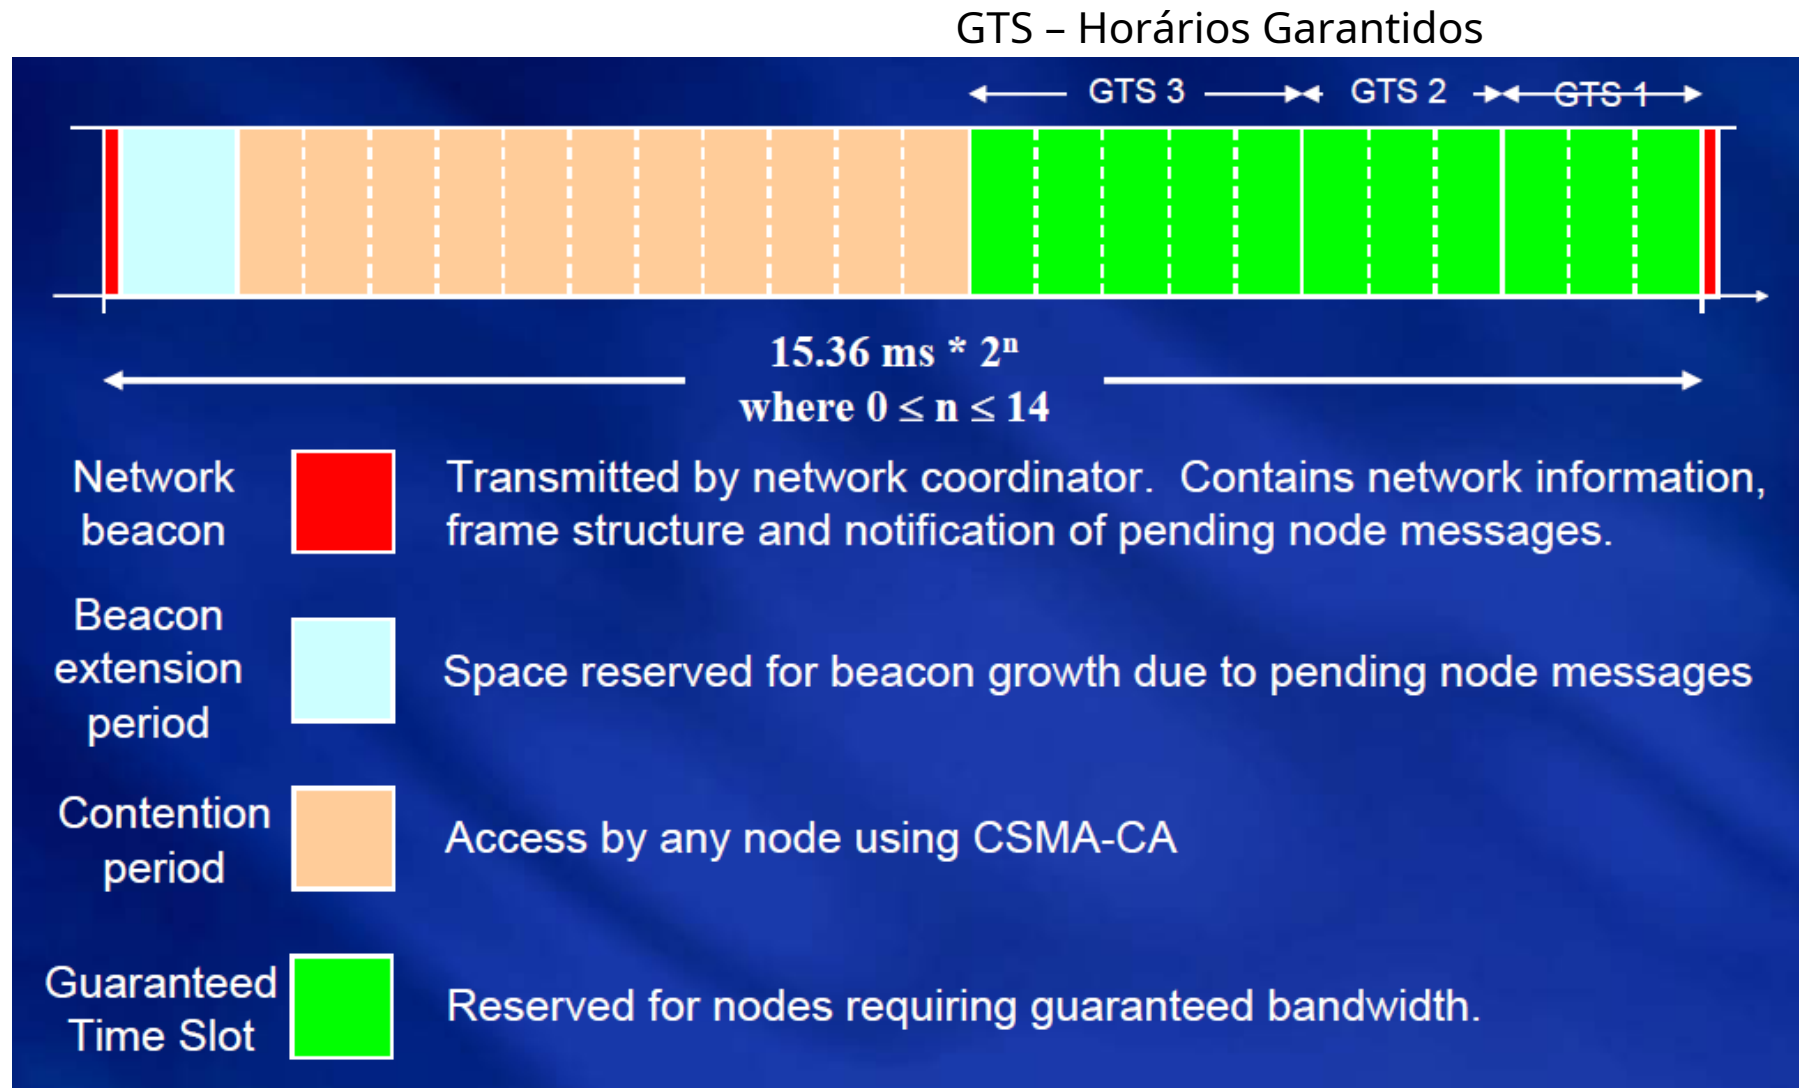 GTS – Horários Garantidos
GTS 3 GTS 2 GTS 1
15.36 ms * 2ⁿ
where 0 ≤ n ≤ 14
Network
beacon
Transmitted by network coordinator. Contains network information,
frame structure and notification of pending node messages.
Beacon
extension
period
Space reserved for beacon growth due to pending node messages
Contention
period
Access by any node using CSMA-CA
Guaranteed
Time Slot
Reserved for nodes requiring guaranteed bandwidth.